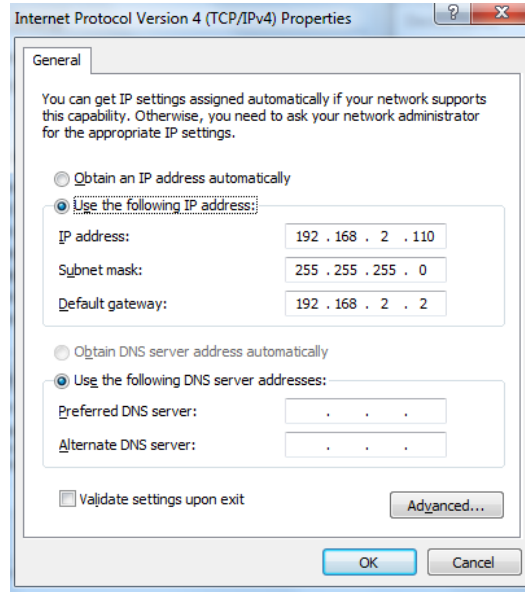 Internet Protocol Version 4 (TCP/IPv4) Properties
General
You can get IP settings assigned automatically if your network supports
this capability. Otherwise, you need to ask your network administrator
for the appropriate IP settings.
Obtain an IP address automatically
Use the following IP address:
IP address: 192 . 168 . 2 . 110
Subnet mask: 255 . 255 . 255 . 0
Default gateway: 192 . 168 . 2 . 2
Obtain DNS server address automatically
Use the following DNS server addresses:
Preferred DNS server: . . .
Alternate DNS server: . . .
Validate settings upon exit
Advanced...
OK Cancel